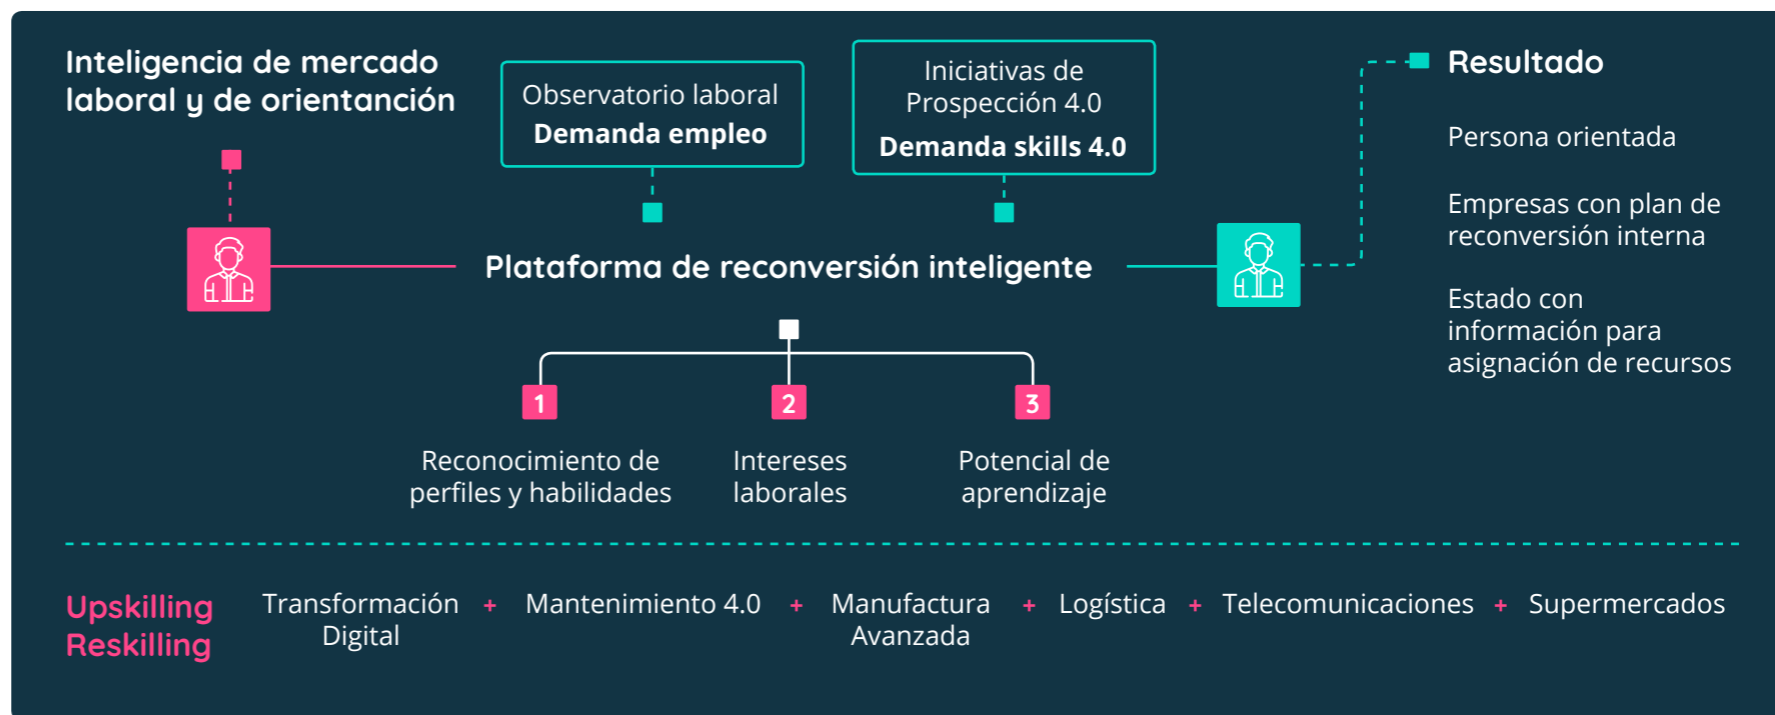 Inteligencia de mercado
laboral y de orientanción
Observatorio laboral
Demanda empleo
Iniciativas de
Prospección 4.0
Demanda skills 4.0
Resultado
Persona orientada
Empresas con plan de
reconversión interna
Estado con
información para
asignación de recursos
Plataforma de reconversión inteligente
1
Reconocimiento de
perfiles y habilidades
2
Intereses
laborales
3
Potencial de
aprendizaje
Upskilling
Reskilling
Transformación
Digital
+
Mantenimiento 4.0
+
Manufactura
Avanzada
+
Logística
+
Telecomunicaciones
+
Supermercados